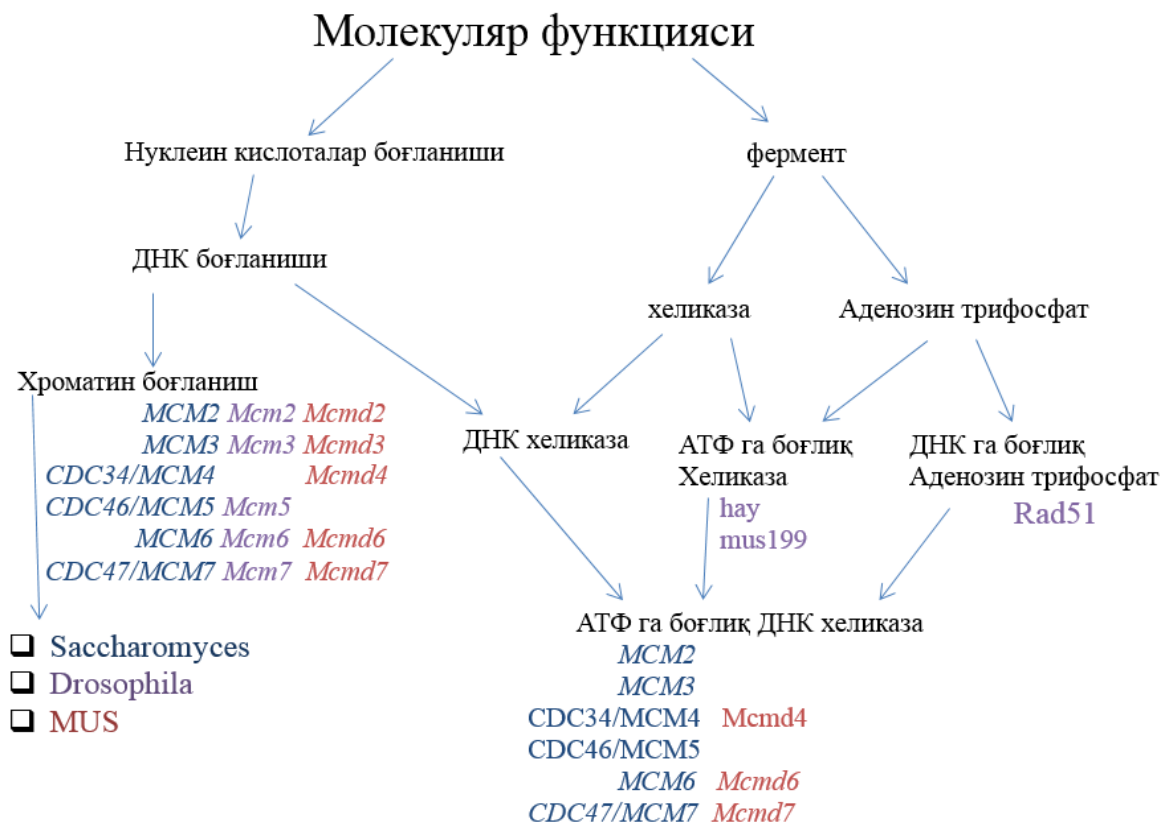 Молекуляр функцияси
Нуклеин кислоталар боғланиши
фермент
ДНК боғланиши
хеликаза
Аденозин трифосфат
Хроматин боғланиш
MCM2 Mcm2 Mcmd2
MCM3 Mcm3 Mcmd3
CDC34/MCM4 Mcmd4
CDC46/MCM5 Mcm5
MCM6 Mcm6 Mcmd6
CDC47/MCM7 Mcm7 Mcmd7
ДНК хеликаза
АТФ га боғлиқ
Хеликаза
hay
mus199
ДНК га боғлиқ
Аденозин трифосфат
Rad51
Saccharomyces
Drosophila
MUS
АТФ га боғлиқ ДНК хеликаза
MCM2
MCM3
CDC34/MCM4 Mcmd4
CDC46/MCM5
MCM6 Mcmd6
CDC47/MCM7 Mcmd7